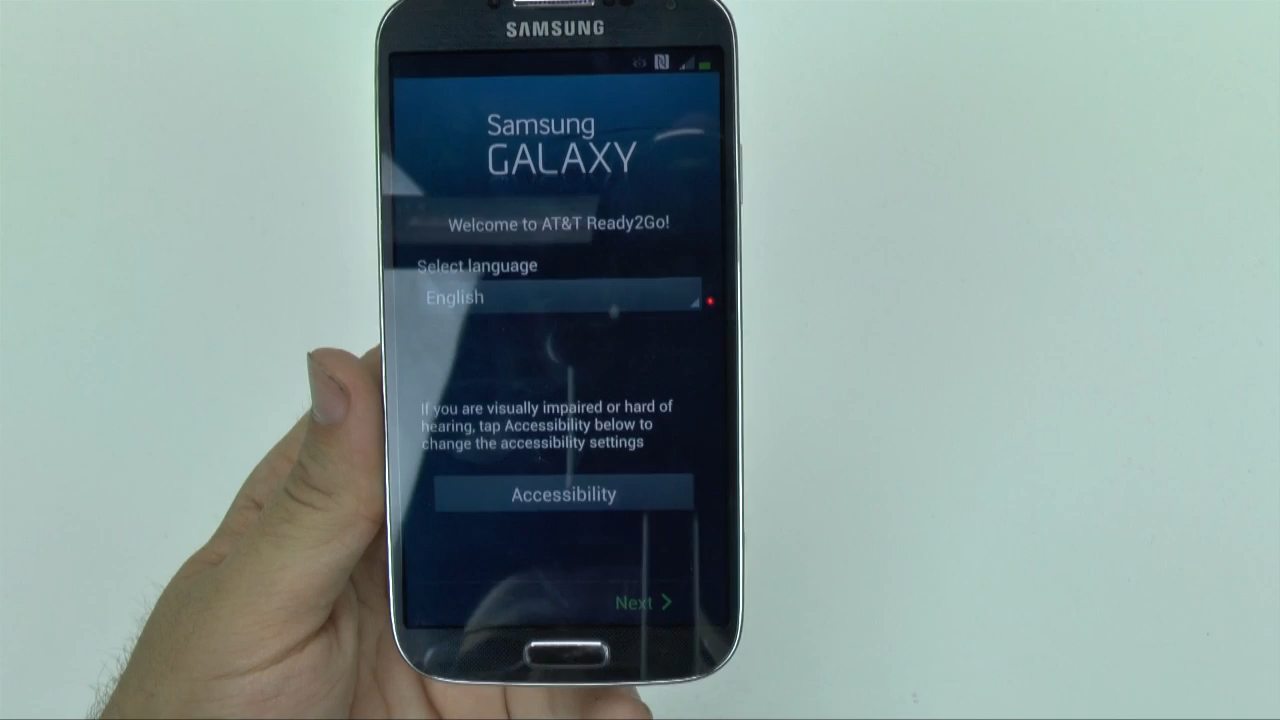 SAMSUNG
Samsung
GALAXY
Welcome to AT&T Ready2Go!
Select language
English
If you are visually impaired or hard of
hearing, tap Accessibility below to
change the accessibility settings
Accessibility
Next